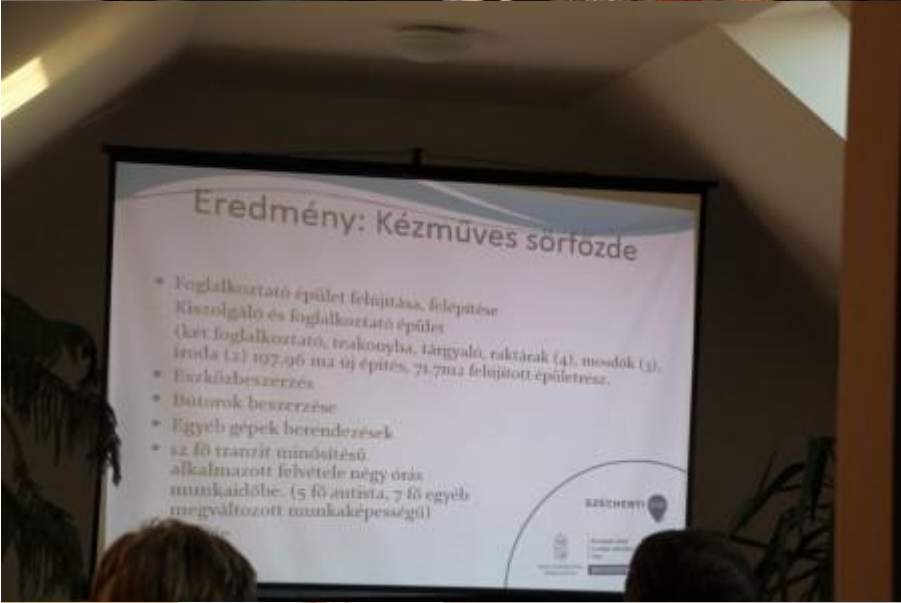 Eredmény: Kézműves sörfőzde
• Foglalkoztató épület felújítása, felépítése
Kiszolgáló és foglalkoztató épület
(két foglalkoztató, teakonyha, tárgyaló, raktárak (4), mosdók (3),
iroda (2) 197,96 m2 új építés, 71,7m2 felújított épületrész.
• Eszközbeszerzés
• Bútorok beszerzése
• Egyéb gépek berendezések
• 12 fő tranzit minősítésű
alkalmazott felvétele négy órás
munkaidőbe. (5 fő autista, 7 fő egyéb
megváltozott munkaképességű)
SZÉCHENYI